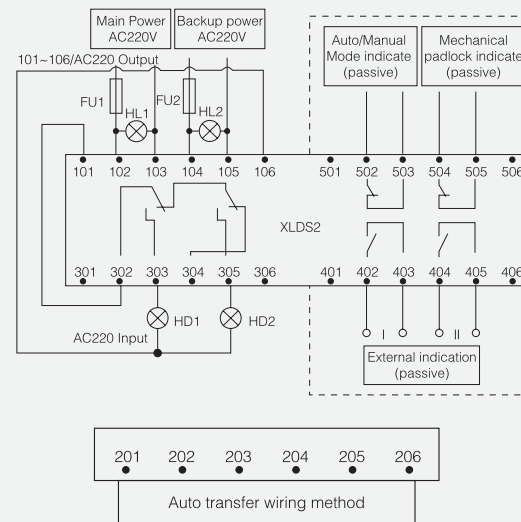 Main Power
AC220V
Backup power
AC220V
Auto/Manual
Mode indicate
(passive)
Mechanical
padlock indicate
(passive)
101~106/AC220 Output
FU1
HL1
FU2
HL2
101 102 103 104 105 106 501 502 503 504 505 506
XLDS2
301 302 303 304 305 306 401 402 403 404 405 406
HD1
HD2
AC220 Input
I
II
External indication
(passive)
201 202 203 204 205 206
Auto transfer wiring method